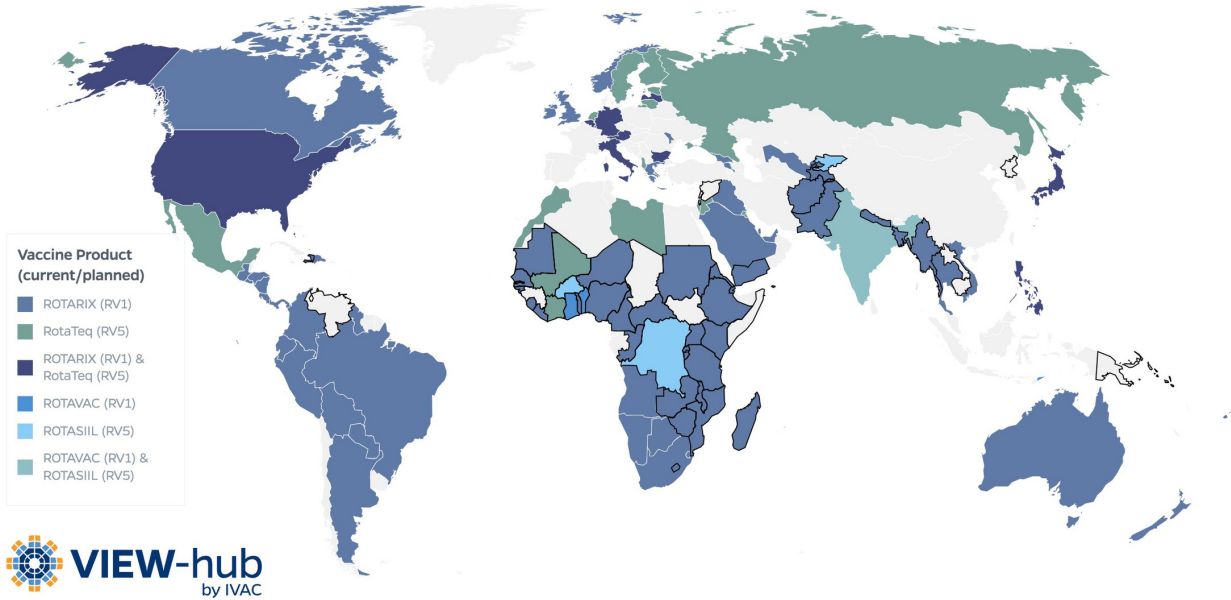 Vaccine Product
(current/planned)
ROTARIX (RV1)
RotaTeq (RV5)
ROTARIX (RV1) &
RotaTeq (RV5)
ROTAVAC (RV1)
ROTASIIL (RV5)
ROTAVAC (RV1) &
ROTASIIL (RV5)
VIEW-hub
by IVAC